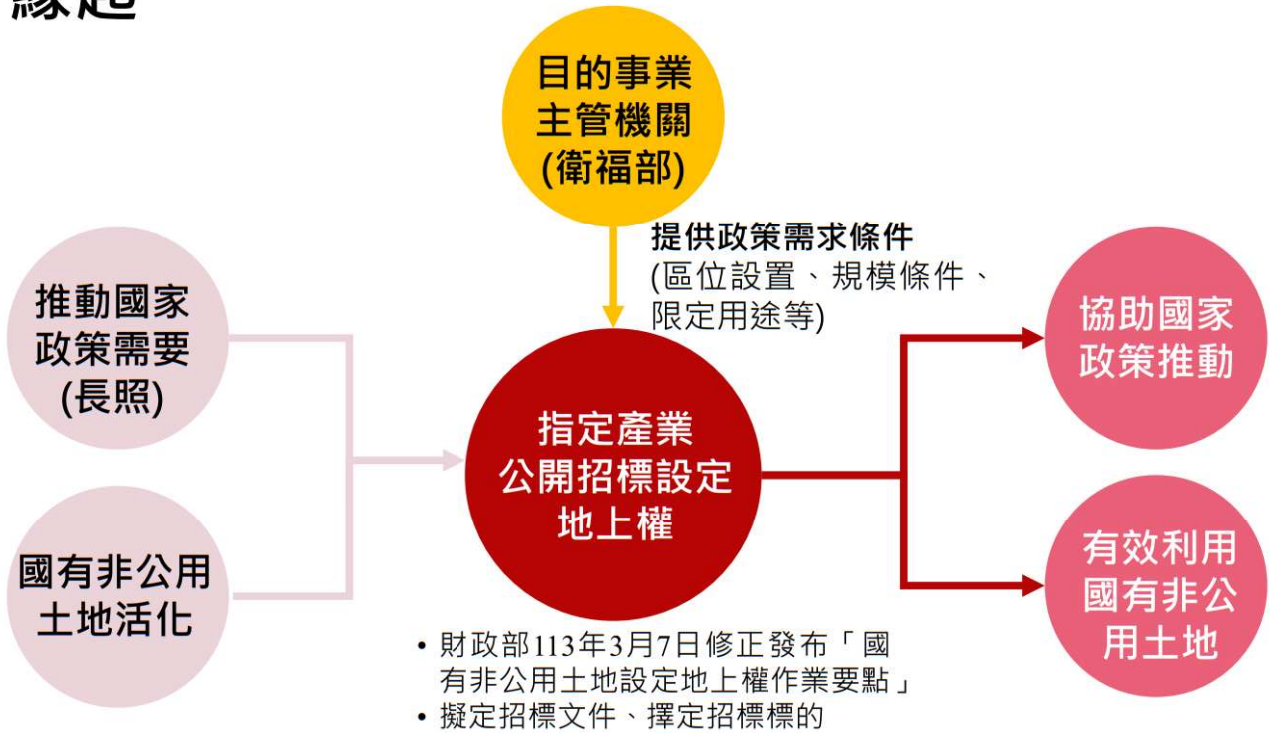 緣起
目的事業
主管機關
(衛福部)
提供政策需求條件
(區位設置、規模條件、
限定用途等)
推動國家
政策需要
(長照)
國有非公用
土地活化
指定產業
公開招標設定
地上權
協助國家
政策推動
有效利用
國有非公
用土地
• 財政部113年3月7日修正發布「國
有非公用土地設定地上權作業要點」
• 擬定招標文件、擇定招標標的